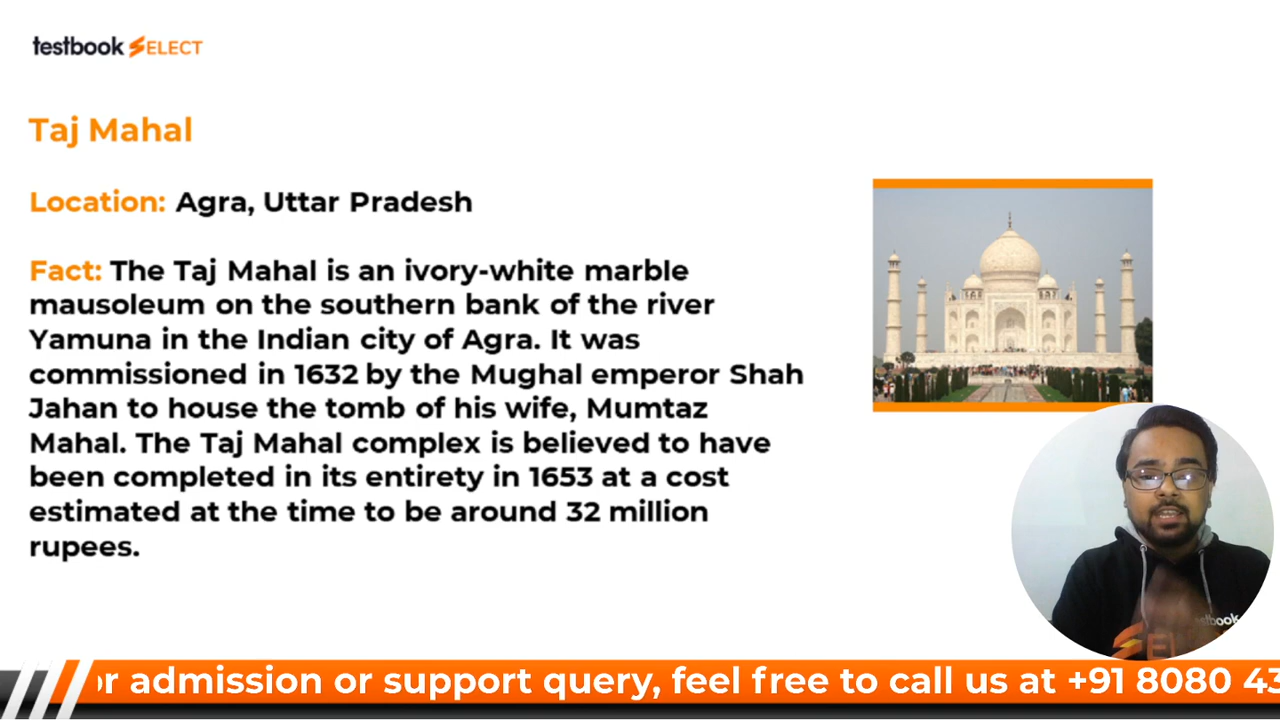 testbook SELECT
Taj Mahal
Location: Agra, Uttar Pradesh
Fact: The Taj Mahal is an ivory-white marble
mausoleum on the southern bank of the river
Yamuna in the Indian city of Agra. It was
commissioned in 1632 by the Mughal emperor Shah
Jahan to house the tomb of his wife, Mumtaz
Mahal. The Taj Mahal complex is believed to have
been completed in its entirety in 1653 at a cost
estimated at the time to be around 32 million
rupees.
testbook
admission or support query, feel free to call us at +91 8080